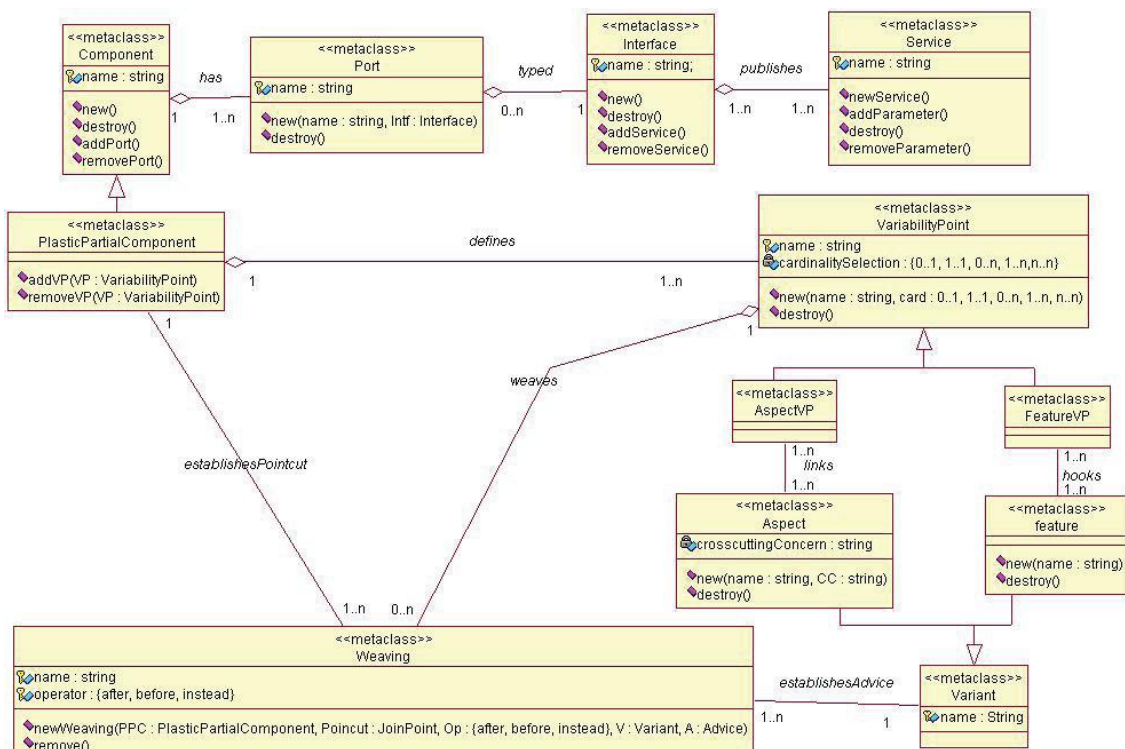 <<metaclass>>
Component
name : string
new()
destroy()
addPort()
removePort()
has
1
1..n
<<metaclass>>
Port
name : string
new(name : string, Intf : Interface)
destroy()
typed
0..n
1
<<metaclass>>
Interface
name : string;
new()
destroy()
addService()
removeService()
publishes
1..n
1..n
<<metaclass>>
Service
name : string
newService()
addParameter()
destroy()
removeParameter()
<<metaclass>>
PlasticPartialComponent
addVP(VP : VariabilityPoint)
removeVP(VP : VariabilityPoint)
defines
1
1..n
<<metaclass>>
VariabilityPoint
name : string
cardinalitySelection : {0..1, 1..1, 0..n, 1..n,n..n}
new(name : string, card : 0..1, 1..1, 0..n, 1..n, n..n)
destroy()
1
1
weaves
establishesPointcut
<<metaclass>>
AspectVP
<<metaclass>>
FeatureVP
1..n
links
1..n
1..n
hooks
1..n
<<metaclass>>
Aspect
crosscuttingConcern : string
new(name : string, CC : string)
destroy()
<<metaclass>>
feature
new(name : string)
destroy()
1..n
0..n
<<metaclass>>
Weaving
name : string
operator : {after, before, instead}
newWeaving(PPC : PlasticPartialComponent, Poincut : JoinPoint, Op : {after, before, instead}, V : Variant, A : Advice)
remove()
establishesAdvice
1..n
1
<<metaclass>>
Variant
name : String